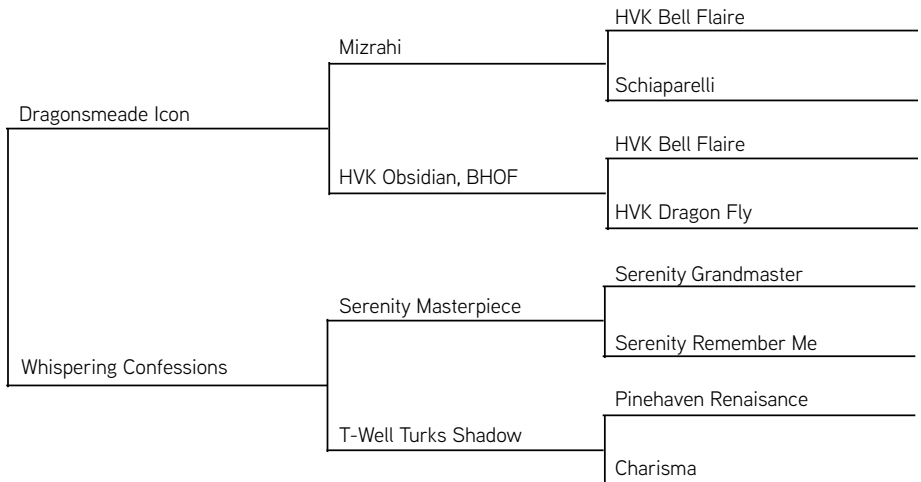 HVK Bell Flaire
Mizrahi
Schiaparelli
Dragonsmeade Icon
HVK Bell Flaire
HVK Obsidian, BHOF
HVK Dragon Fly
Serenity Grandmaster
Serenity Masterpiece
Serenity Remember Me
Whispering Confessions
Pinehaven Renaisance
T-Well Turks Shadow
Charisma